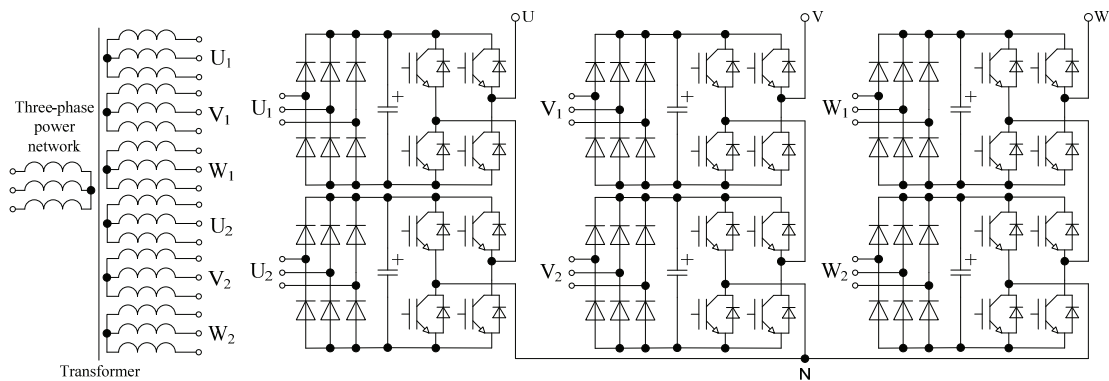 U
V
W
U1
V1
W1
U2
V2
W2
Three-phase
power
network
Transformer
U1
+
U2
+
V1
+
V2
+
W1
+
W2
+
N